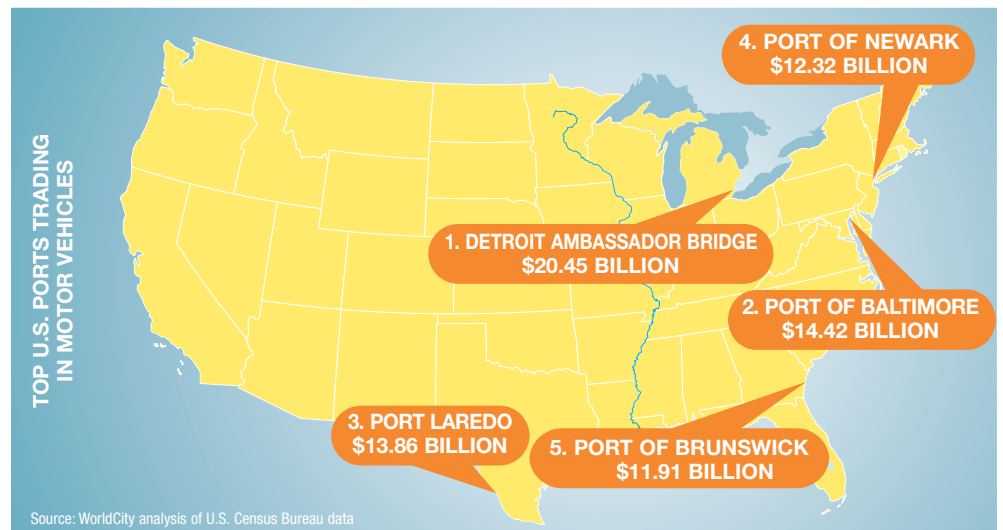 TOP U.S. PORTS TRADING
IN MOTOR VEHICLES
4. PORT OF NEWARK
$12.32 BILLION
1. DETROIT AMBASSADOR BRIDGE
$20.45 BILLION
2. PORT OF BALTIMORE
$14.42 BILLION
3. PORT LAREDO
$13.86 BILLION
5. PORT OF BRUNSWICK
$11.91 BILLION
Source: WorldCity analysis of U.S. Census Bureau data